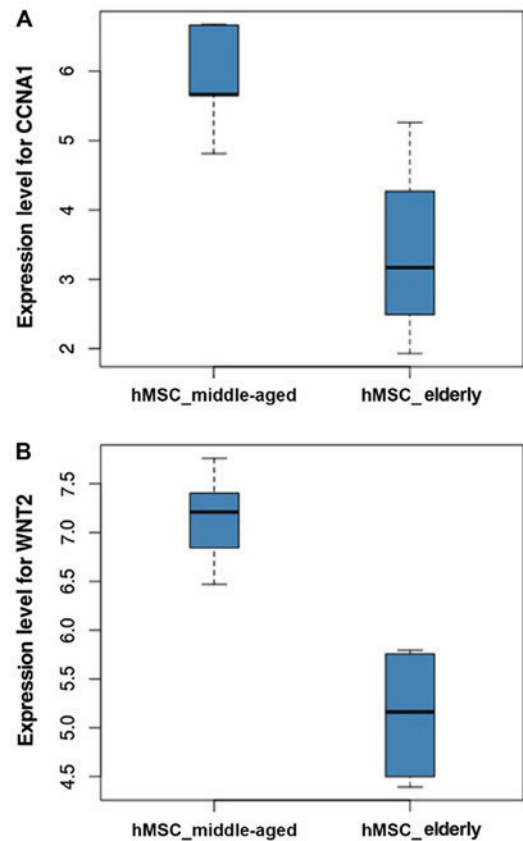 A
Expression level for CCNA1
6
5
4
3
2
hMSC_middle-aged hMSC_elderly
B
Expression level for WNT2
7.5
7.0
6.5
6.0
5.5
5.0
4.5
hMSC_middle-aged hMSC_elderly